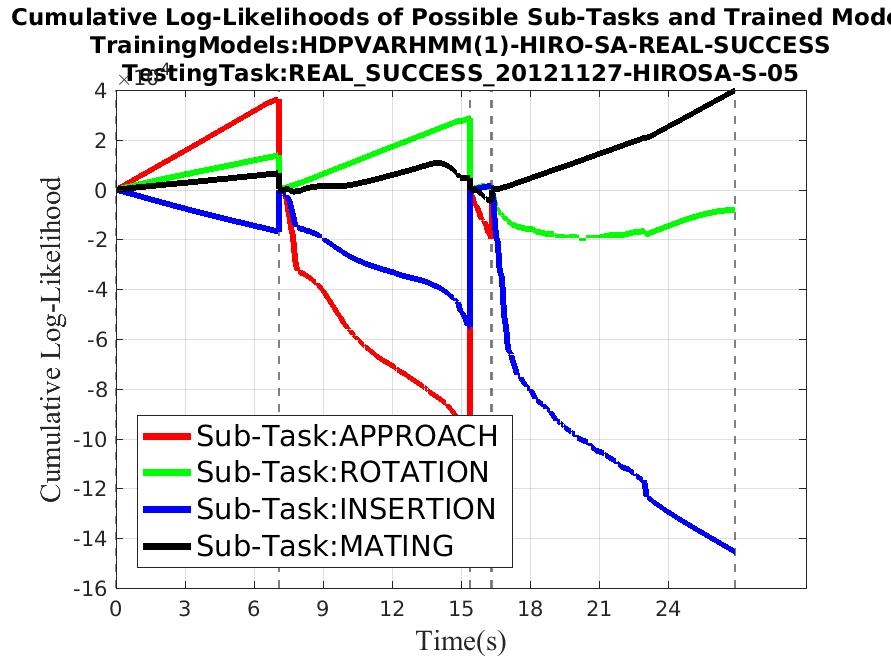 Cumulative Log-Likelihoods of Possible Sub-Tasks and Trained Mode
TrainingModels:HDPVARHMM(1)-HIRO-SA-REAL-SUCCESS
TestingTask:REAL_SUCCESS_20121127-HIROSA-S-05
×10⁴
4
2
0
-2
-4
-6
-8
-10
-12
-14
-16
Cumulative Log-Likelihood
Sub-Task:APPROACH
Sub-Task:ROTATION
Sub-Task:INSERTION
Sub-Task:MATING
0 3 6 9 12 15 18 21 24
Time(s)